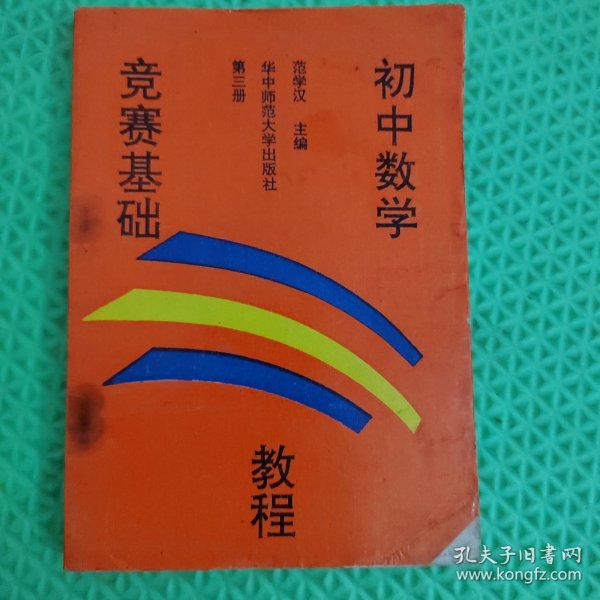 初中数学
竞赛基础
教程
范学汉 主编
华中师范大学出版社
第三册
孔夫子旧书网
www.kongfz.com